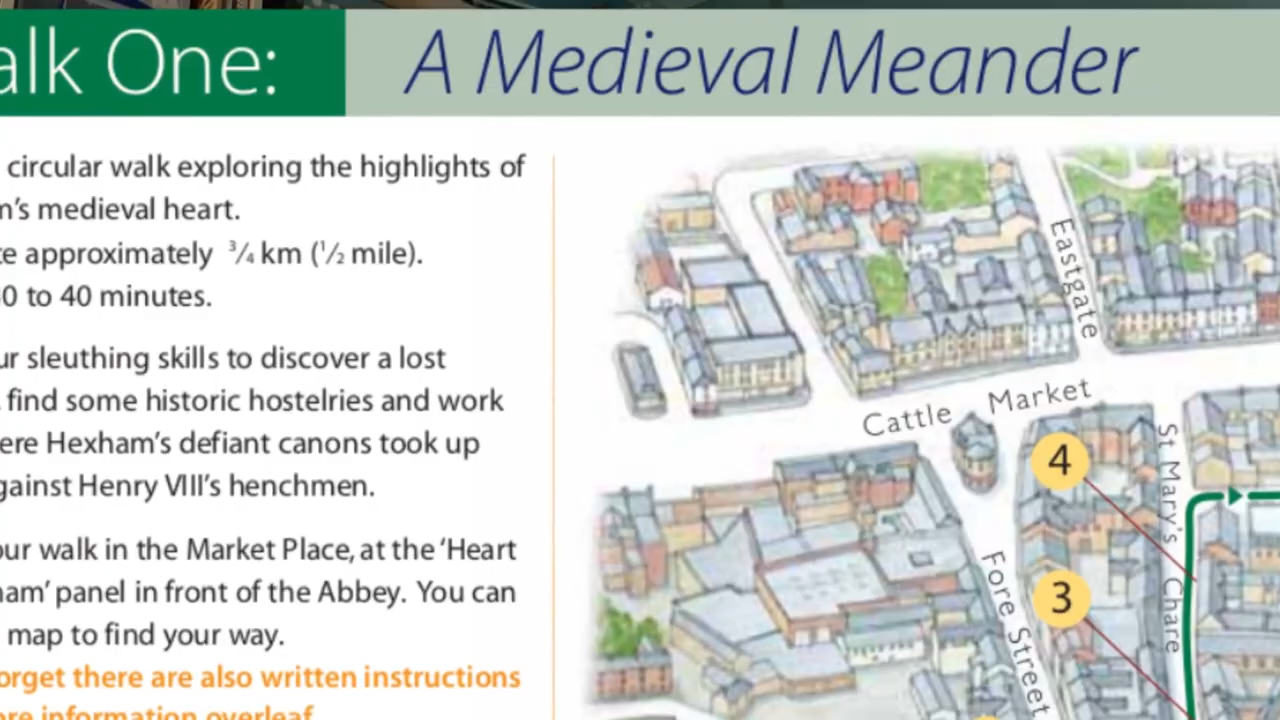 alk One:
A Medieval Meander
circular walk exploring the highlights of
m's medieval heart.
te approximately ¾ km (½ mile).
0 to 40 minutes.
ur sleuthing skills to discover a lost
find some historic hostelries and work
ere Hexham's defiant canons took up
gainst Henry VIII's henchmen.
our walk in the Market Place, at the 'Heart
ham' panel in front of the Abbey. You can
map to find your way.
orget there are also written instructions
ore information overleaf
Eastgate
Cattle Market
4
St Mary's Chare
3
Fore Street